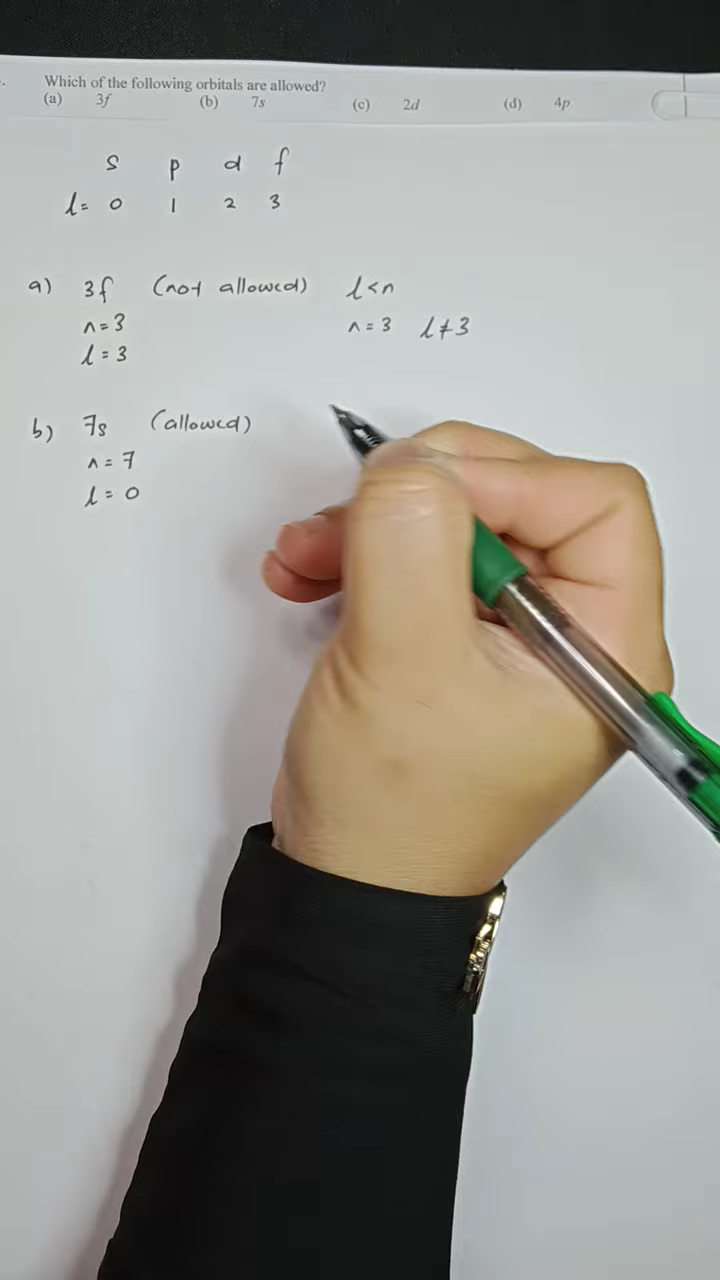 Which of the following orbitals are allowed?
(a) 3f (b) 7s (c) 2d (d) 4p
s p d f
l= 0 1 2 3
a) 3f (not allowed) l<n
n=3 n=3 l≠3
l=3
b) 7s (allowed)
n=7
l=0